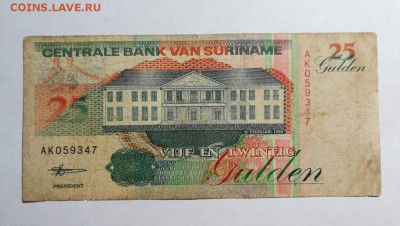 COINS.LAVE.RU
CENTRALE BANK VAN SURINAME
25
Gulden
AK059347
25
AK059347
VIJF EN TWINTIG
Gulden
PRESIDENT